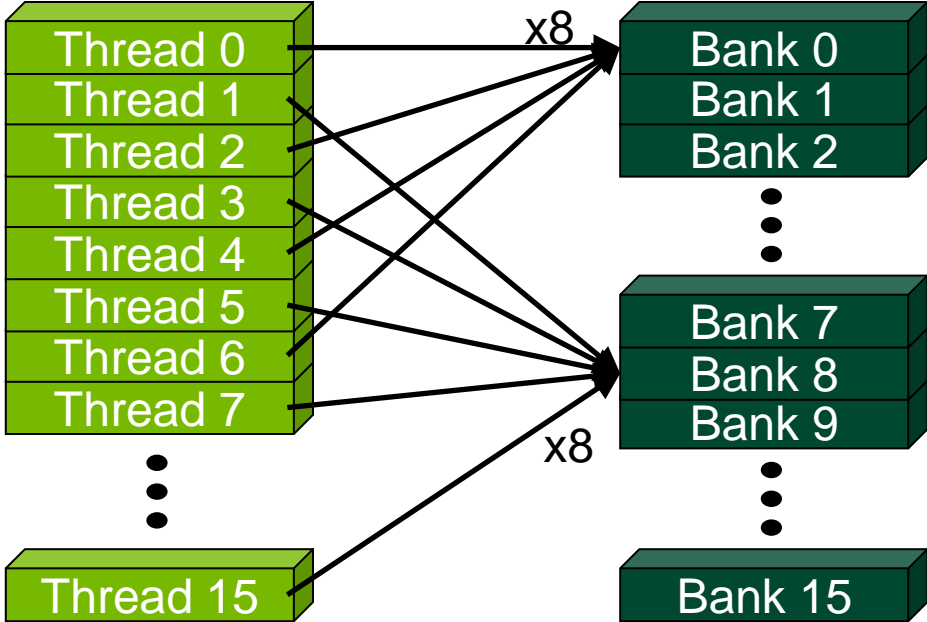 Thread 0
Thread 1
Thread 2
Thread 3
Thread 4
Thread 5
Thread 6
Thread 7
Thread 15
x8
x8
Bank 0
Bank 1
Bank 2
Bank 7
Bank 8
Bank 9
Bank 15